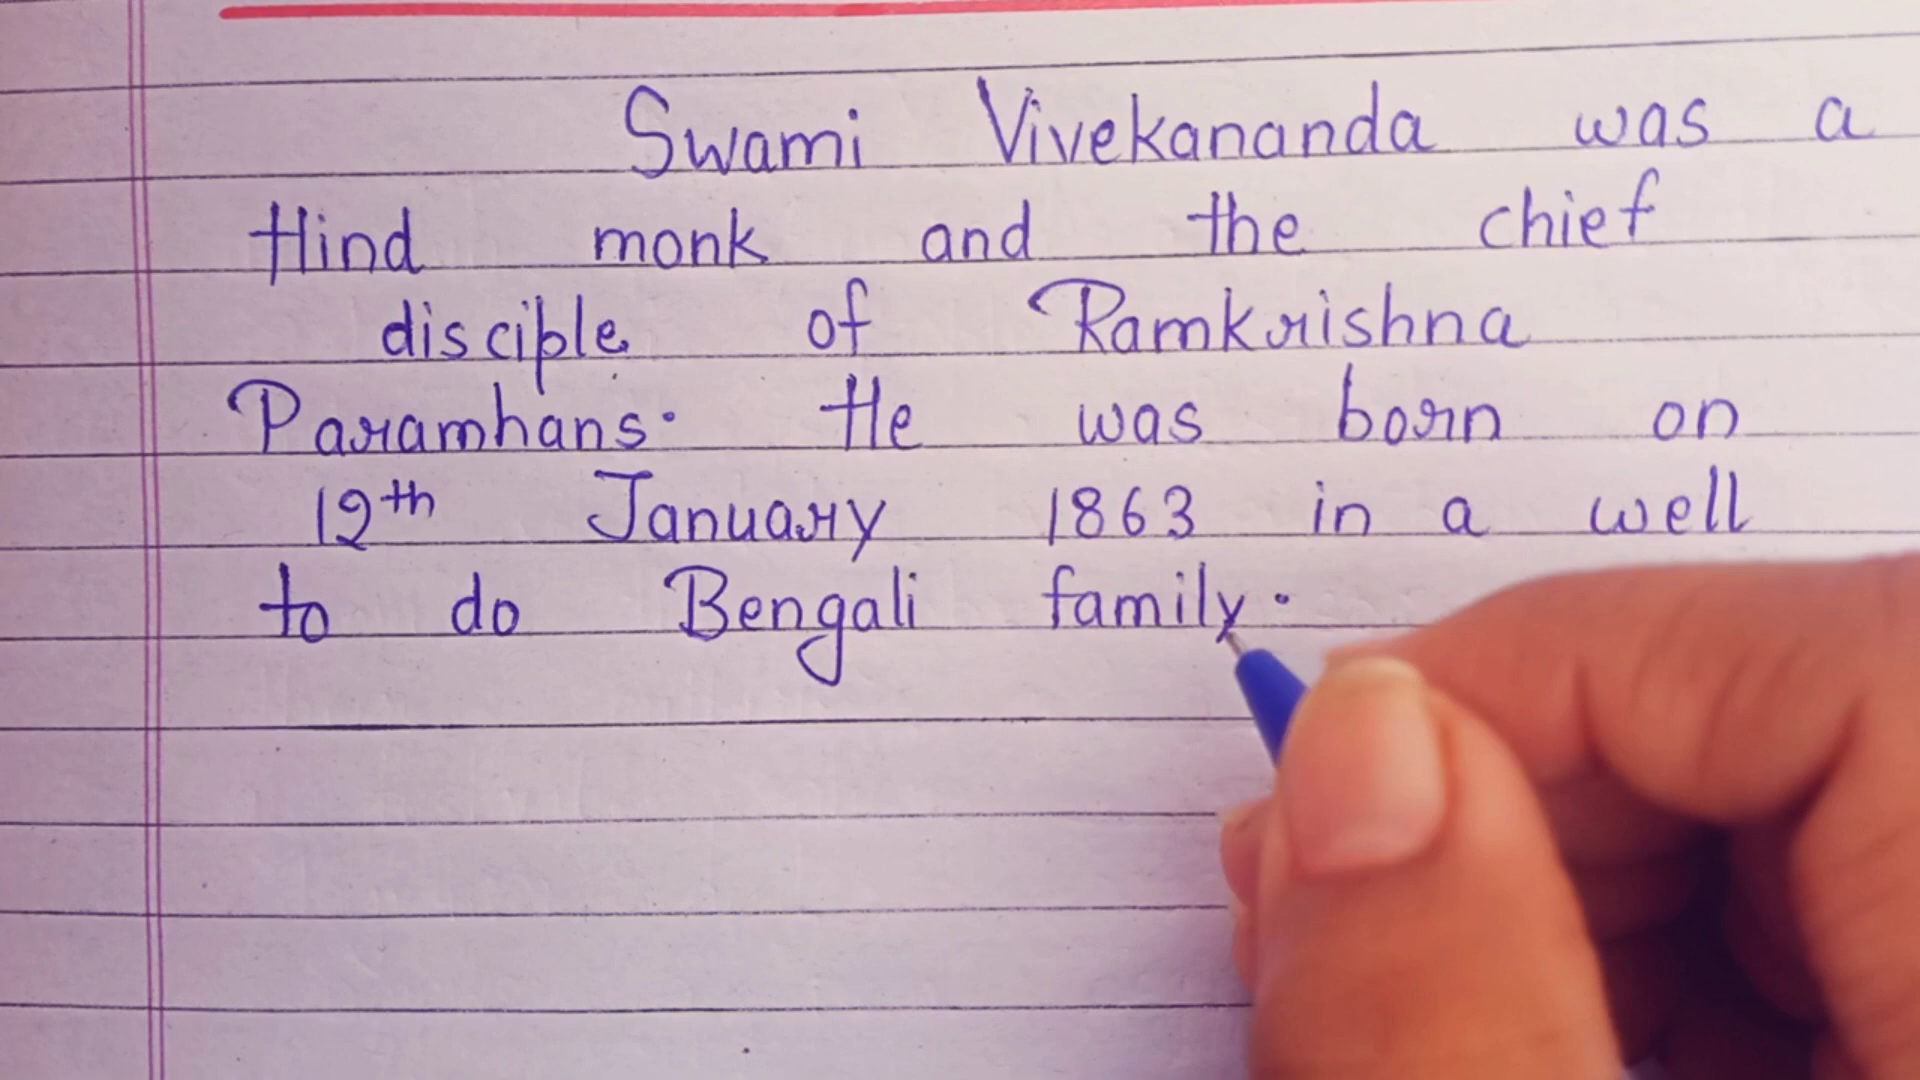 Swami Vivekananda was a
Hind monk and the chief
disciple of Ramkrishna
Paramhans. He was born on
12th January 1863 in a well
to do Bengali family.